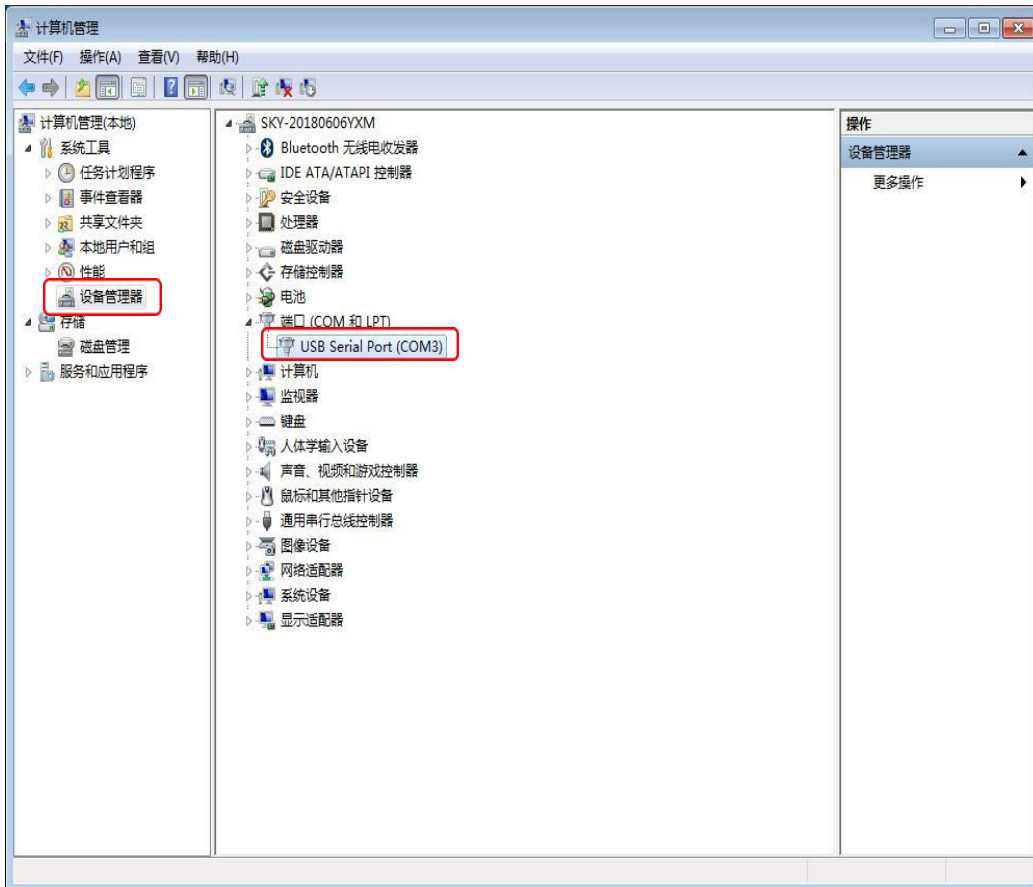 计算机管理
文件(F) 操作(A) 查看(V) 帮助(H)
计算机管理(本地)
系统工具
任务计划程序
事件查看器
共享文件夹
本地用户和组
性能
设备管理器
存储
磁盘管理
服务和应用程序
SKY-20180606YXM
Bluetooth 无线电收发器
IDE ATA/ATAPI 控制器
安全设备
处理器
磁盘驱动器
存储控制器
电池
端口 (COM 和 LPT)
USB Serial Port (COM3)
计算机
监视器
键盘
人体学输入设备
声音、视频和游戏控制器
鼠标和其他指针设备
通用串行总线控制器
图像设备
网络适配器
系统设备
显示适配器
操作
设备管理器
更多操作